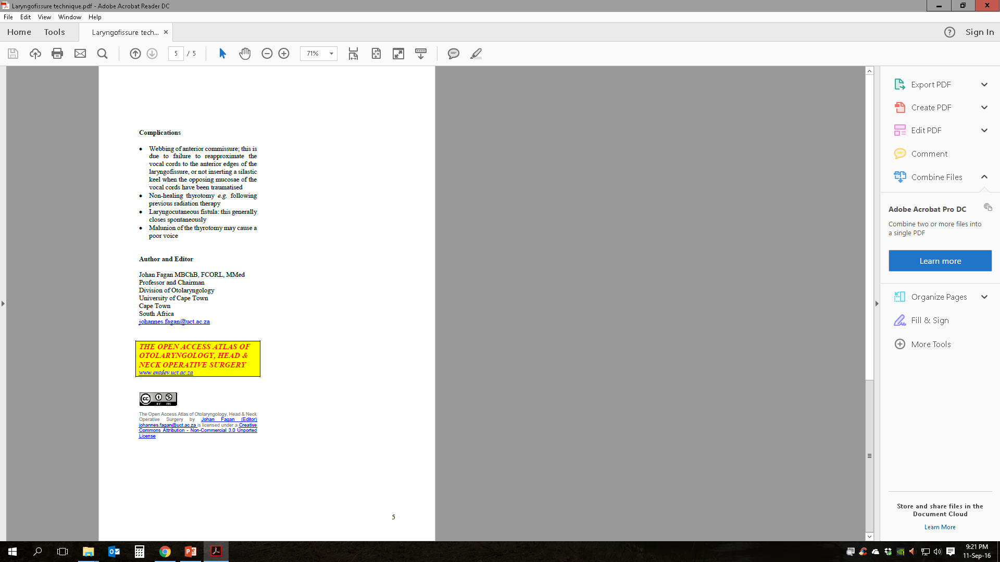 Laryngofissure technique.pdf - Adobe Acrobat Reader DC
File Edit View Window Help
Home Tools Laryngofissure tech... Sign In
5 / 5 71%
Complications
• Webbing of anterior commissure; this is
due to failure to reapproximate the
vocal cords to the anterior edges of the
laryngofissure, or not inserting a silastic
keel when the opposing mucosae of the
vocal cords have been traumatised
• Non-healing thyrotomy e.g. following
previous radiation therapy
• Laryngocutaneous fistula: this generally
closes spontaneously
• Malunion of the thyrotomy may cause a
poor voice
Author and Editor
Johan Fagan MBChB, FCORL, MMed
Professor and Chairman
Division of Otolaryngology
University of Cape Town
Cape Town
South Africa
johannes.fagan@uct.ac.za
THE OPEN ACCESS ATLAS OF
OTOLARYNGOLOGY, HEAD &
NECK OPERATIVE SURGERY
www.entdev.uct.ac.za
cc
BY NC
The Open Access Atlas of Otolaryngology, Head & Neck
Operative Surgery by Johan Fagan (Editor)
johannes.fagan@uct.ac.za is licensed under a Creative
Commons Attribution - Non-Commercial 3.0 Unported
License
5
Export PDF
Create PDF
Edit PDF
Comment
Combine Files
Adobe Acrobat Pro DC
Combine two or more files into
a single PDF
Learn more
Organize Pages
Fill & Sign
More Tools
Store and share files in the
Document Cloud
Learn More
9:21 PM
11-Sep-16